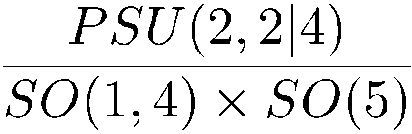 PSU(2,2|4)
SO(1,4) × SO(5)